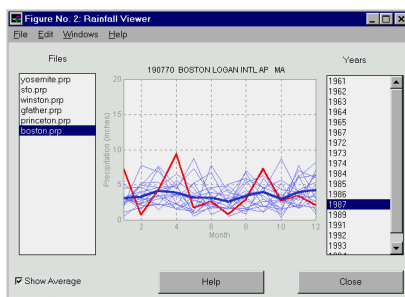 Figure No. 2: Rainfall Viewer
File Edit Windows Help
Files
yosemite.prp
sfo.prp
winston.prp
gfather.prp
princeton.prp
boston.prp
190770 BOSTON LOGAN INTL AP MA
Precipitation (inches)
20
15
10
5
0
2 4 6 8 10 12
Month
Years
1961
1962
1963
1964
1965
1967
1972
1973
1974
1984
1985
1986
1987
1989
1991
1992
1993
1994
Show Average
Help
Close